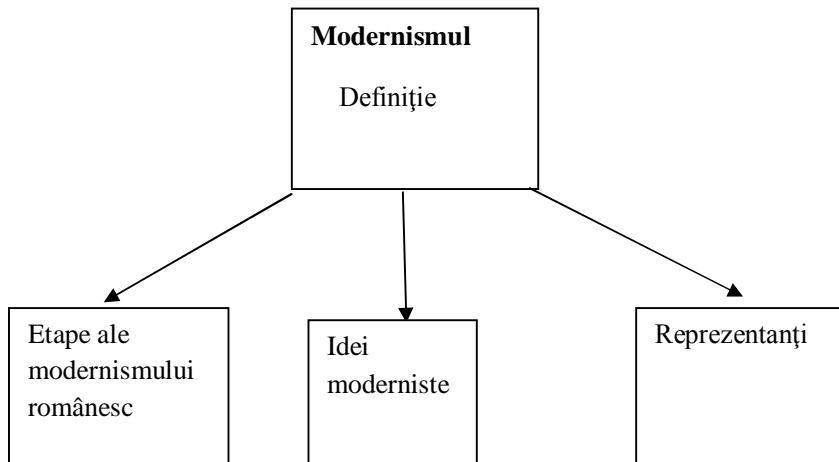 Modernismul
Definiţie
Etape ale
modernismului
românesc
Idei
moderniste
Reprezentanţi